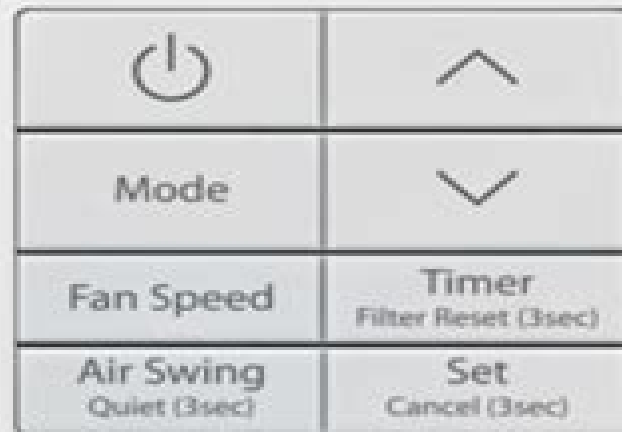 Mode
Fan Speed
Timer
Filter Reset (3sec)
Air Swing
Quiet (3sec)
Set
Cancel (3sec)